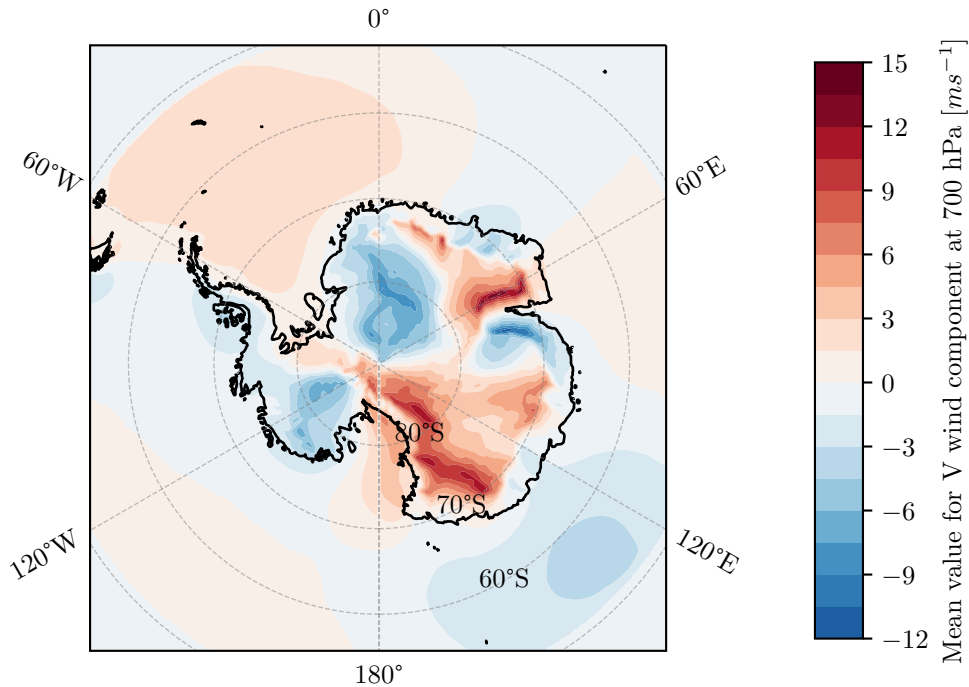 0°
60°W
60°E
80°S
70°S
60°S
120°W
120°E
180°
15
12
9
6
3
0
−3
−6
−9
−12
Mean value for V wind component at 700 hPa [ms⁻¹]